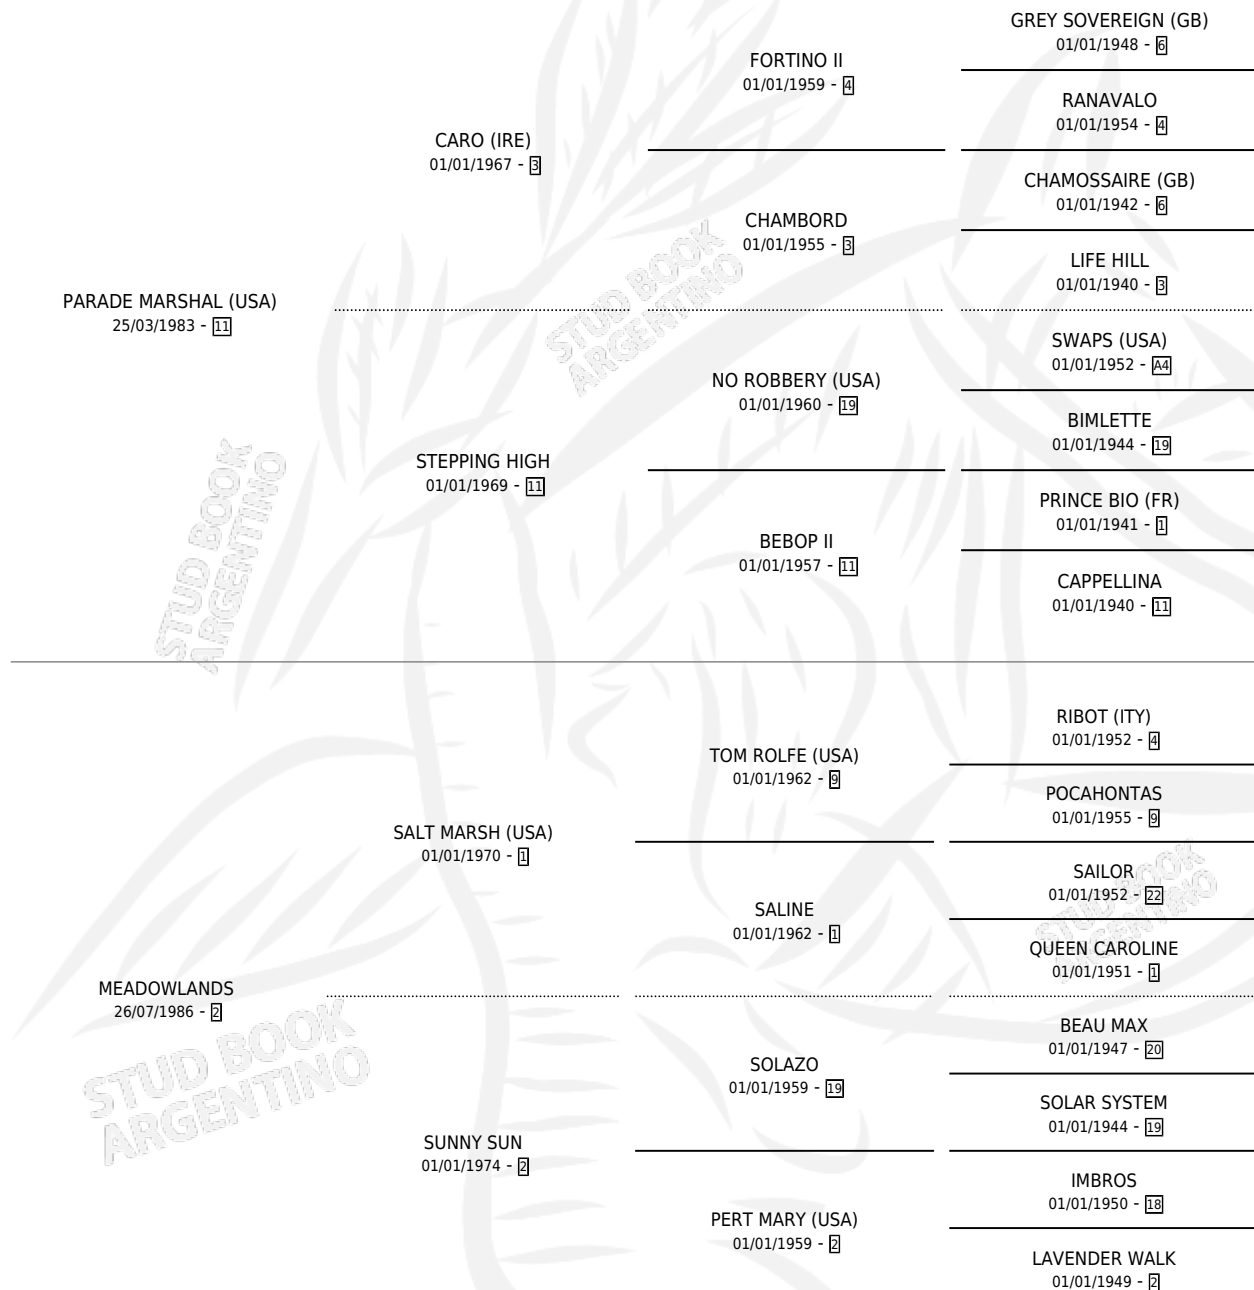 GREY SOVEREIGN (GB)
01/01/1948 - 6
FORTINO II
01/01/1959 - 4
RANAVALO
01/01/1954 - 4
CARO (IRE)
01/01/1967 - 3
CHAMOSSAIRE (GB)
01/01/1942 - 6
CHAMBORD
01/01/1955 - 3
LIFE HILL
01/01/1940 - 3
PARADE MARSHAL (USA)
25/03/1983 - 11
SWAPS (USA)
01/01/1952 - A4
NO ROBBERY (USA)
01/01/1960 - 19
BIMLETTE
01/01/1944 - 19
STEPPING HIGH
01/01/1969 - 11
PRINCE BIO (FR)
01/01/1941 - 1
BEBOP II
01/01/1957 - 11
CAPPELLINA
01/01/1940 - 11
RIBOT (ITY)
01/01/1952 - 4
TOM ROLFE (USA)
01/01/1962 - 9
POCAHONTAS
01/01/1955 - 9
SALT MARSH (USA)
01/01/1970 - 1
SAILOR
01/01/1952 - 22
SALINE
01/01/1962 - 1
QUEEN CAROLINE
01/01/1951 - 1
MEADOWLANDS
26/07/1986 - 2
BEAU MAX
01/01/1947 - 20
SOLAZO
01/01/1959 - 19
SOLAR SYSTEM
01/01/1944 - 19
SUNNY SUN
01/01/1974 - 2
IMBROS
01/01/1950 - 18
PERT MARY (USA)
01/01/1959 - 2
LAVENDER WALK
01/01/1949 - 2
STUD BOOK
ARGENTINO
STUD BOOK
ARGENTINO
STUD BOOK
ARGENTINO
STUD BOOK
ARGENTINO